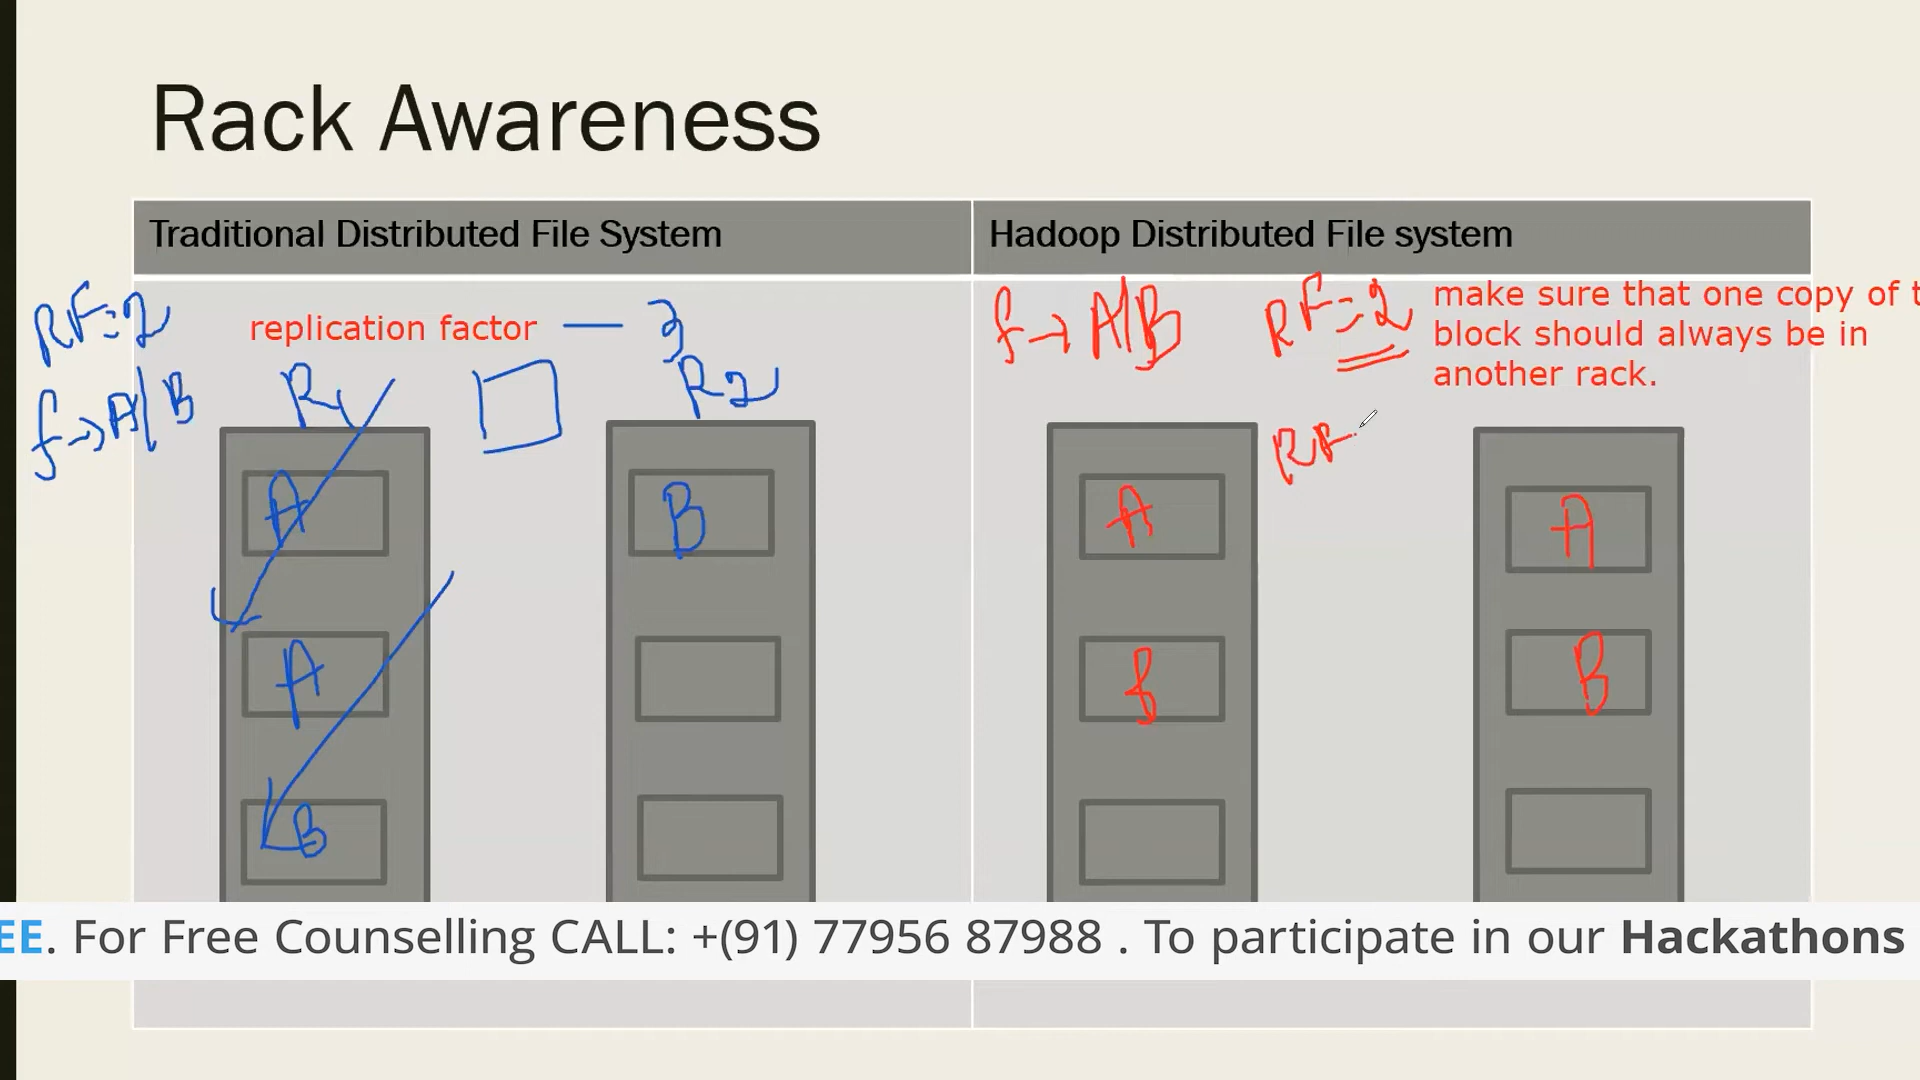 Rack Awareness
Traditional Distributed File System
Hadoop Distributed File system
RF=2
replication factor — 3
f→A|B
R1
R2
A
B
A
B
f→A|B
RF=2
make sure that one copy of t
block should always be in
another rack.
RF
A
A
B
B
EE. For Free Counselling CALL: +(91) 77956 87988 . To participate in our Hackathons